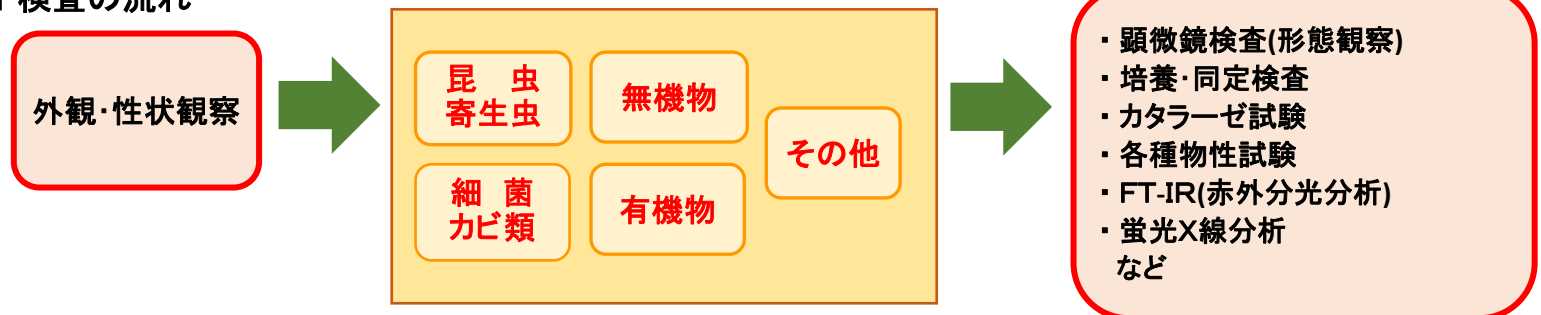 検査の流れ
外観・性状観察
昆　虫
寄生虫
無機物
その他
細　菌
カビ類
有機物
・顕微鏡検査(形態観察)
・培養・同定検査
・カタラーゼ試験
・各種物性試験
・FT-IR(赤外分光分析)
・蛍光X線分析
など